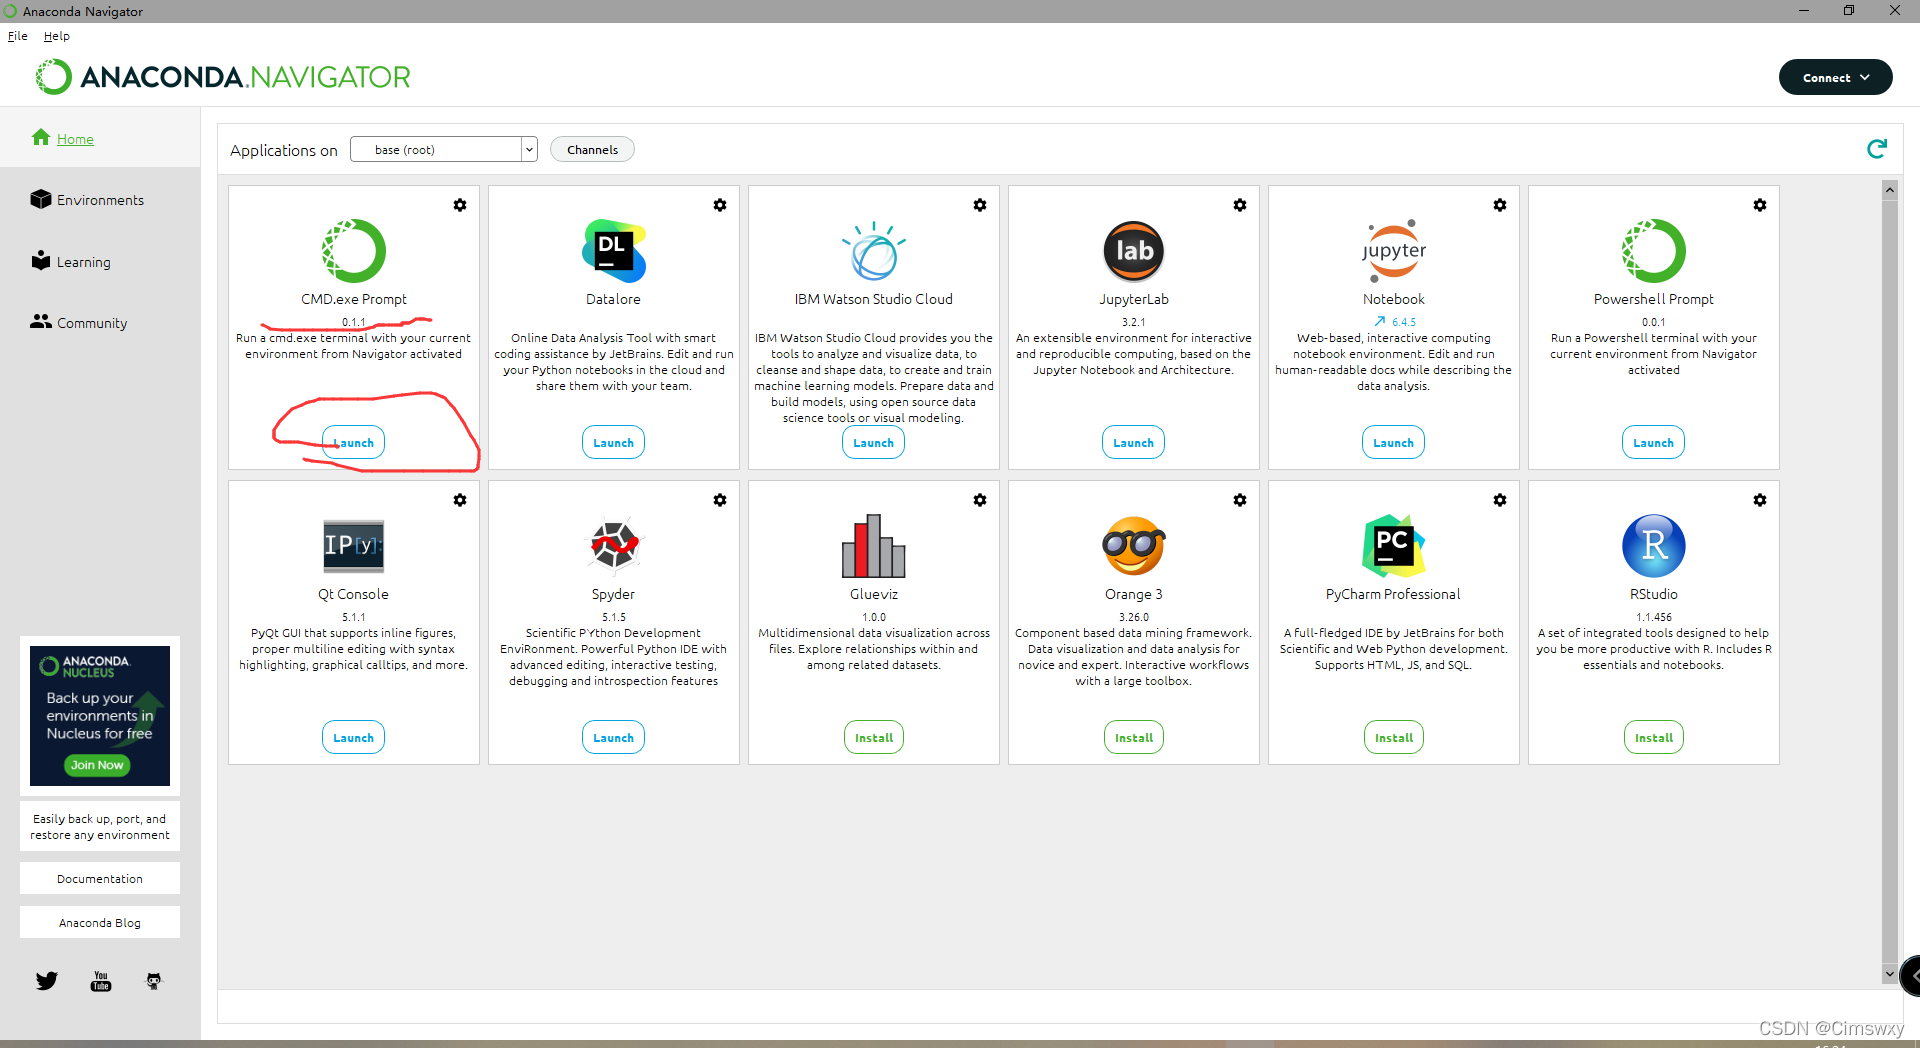 Anaconda Navigator
File Help
ANACONDA.NAVIGATOR
Connect
Home
Environments
Learning
Community
ANACONDA.
NUCLEUS
Back up your
environments in
Nucleus for free
Join Now
Easily back up, port, and
restore any environment
Documentation
Anaconda Blog
You
Tube
Applications on base (root) Channels
CMD.exe Prompt
0.1.1
Run a cmd.exe terminal with your current
environment from Navigator activated
Launch
DL
Datalore
Online Data Analysis Tool with smart
coding assistance by JetBrains. Edit and run
your Python notebooks in the cloud and
share them with your team.
Launch
IBM Watson Studio Cloud
IBM Watson Studio Cloud provides you the
tools to analyze and visualize data, to
cleanse and shape data, to create and train
machine learning models. Prepare data and
build models, using open source data
science tools or visual modeling.
Launch
lab
JupyterLab
3.2.1
An extensible environment for interactive
and reproducible computing, based on the
Jupyter Notebook and Architecture.
Launch
jupyter
Notebook
6.4.5
Web-based, interactive computing
notebook environment. Edit and run
human-readable docs while describing the
data analysis.
Launch
Powershell Prompt
0.0.1
Run a Powershell terminal with your
current environment from Navigator
activated
Launch
IP[y]:
Qt Console
5.1.1
PyQt GUI that supports inline figures,
proper multiline editing with syntax
highlighting, graphical calltips, and more.
Launch
Spyder
5.1.5
Scientific PYthon Development
EnviRonment. Powerful Python IDE with
advanced editing, interactive testing,
debugging and introspection features
Launch
Glueviz
1.0.0
Multidimensional data visualization across
files. Explore relationships within and
among related datasets.
Install
Orange 3
3.26.0
Component based data mining framework.
Data visualization and data analysis for
novice and expert. Interactive workflows
with a large toolbox.
Install
PC
PyCharm Professional
A full-fledged IDE by JetBrains for both
Scientific and Web Python development.
Supports HTML, JS, and SQL.
Install
R
RStudio
1.1.456
A set of integrated tools designed to help
you be more productive with R. Includes R
essentials and notebooks.
Install
CSDN @Cimswxy